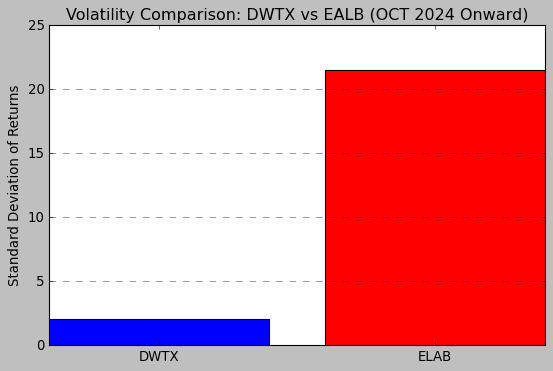 Volatility Comparison: DWTX vs EALB (OCT 2024 Onward)
Standard Deviation of Returns
25
20
15
10
5
0
DWTX
ELAB